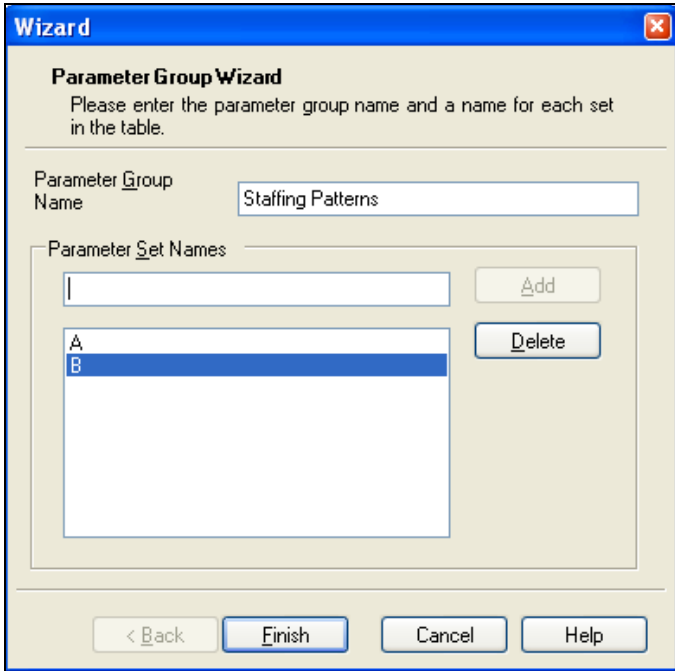 Wizard
Parameter Group Wizard
Please enter the parameter group name and a name for each set
in the table.
Parameter Group
Name
Staffing Patterns
Parameter Set Names
Add
A
B
Delete
< Back
Finish
Cancel
Help